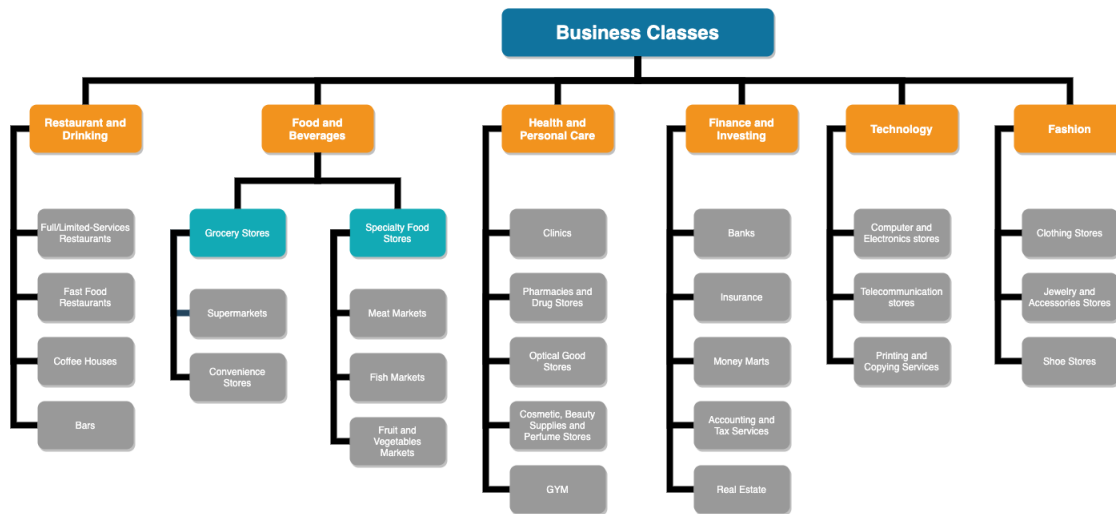 Business Classes
Restaurant and
Drinking
Food and
Beverages
Health and
Personal Care
Finance and
Investing
Technology
Fashion
Full/Limited-Services
Restaurants
Fast Food
Restaurants
Coffee Houses
Bars
Grocery Stores
Supermarkets
Convenience
Stores
Specialty Food
Stores
Meat Markets
Fish Markets
Fruit and
Vegetables
Markets
Clinics
Pharmacies and
Drug Stores
Optical Good
Stores
Cosmetic, Beauty
Supplies and
Perfume Stores
GYM
Banks
Insurance
Money Marts
Accounting and
Tax Services
Real Estate
Computer and
Electronics stores
Telecommunication
stores
Printing and
Copying Services
Clothing Stores
Jewelry and
Accessories Stores
Shoe Stores